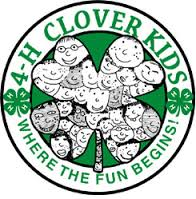 4-H CLOVER KIDS
WHERE THE FUN BEGINS!